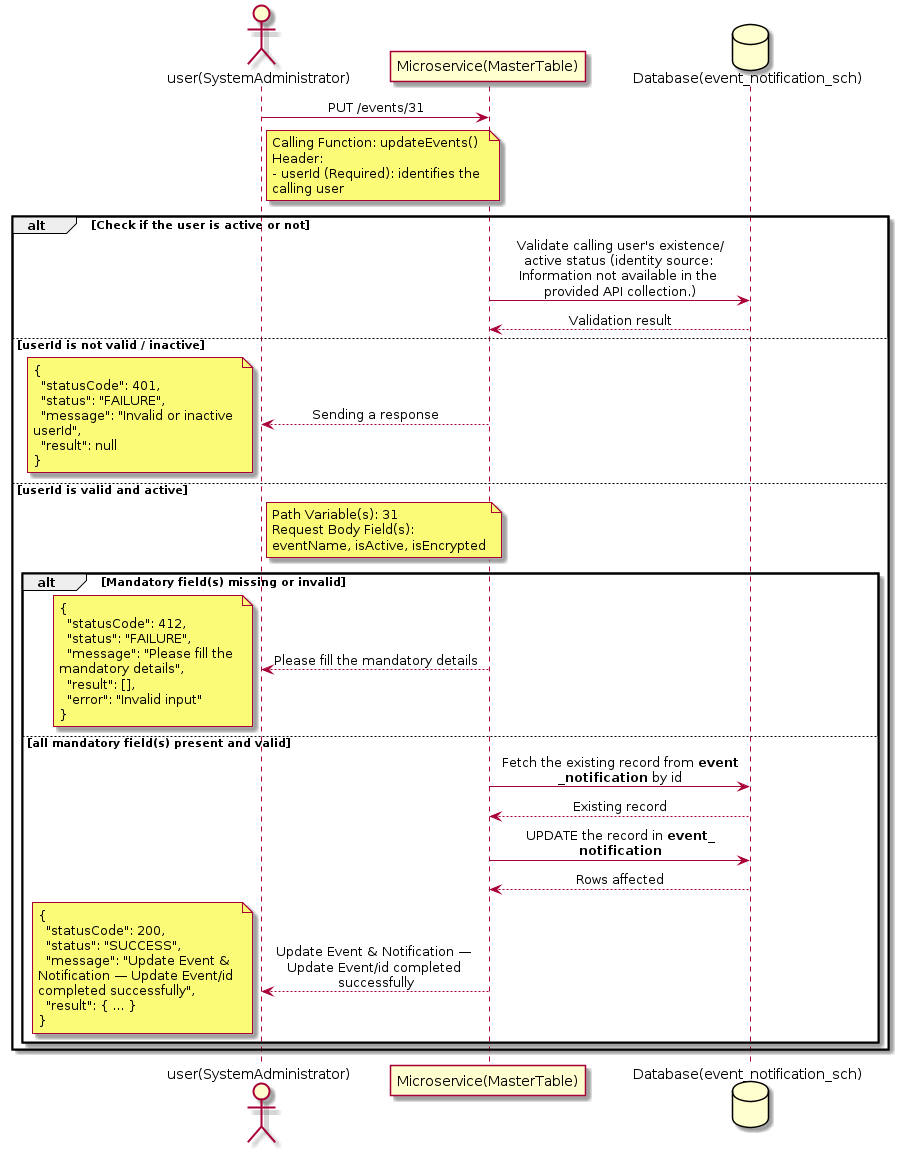 user(SystemAdministrator)
Microservice(MasterTable)
Database(event_notification_sch)
PUT /events/31
Calling Function: updateEvents()
Header:
- userId (Required): identifies the
calling user
alt
[Check if the user is active or not]
Validate calling user's existence/
active status (identity source:
Information not available in the
provided API collection.)
Validation result
[userId is not valid / inactive]
{
"statusCode": 401,
"status": "FAILURE",
"message": "Invalid or inactive
userId",
"result": null
}
Sending a response
[userId is valid and active]
Path Variable(s): 31
Request Body Field(s):
eventName, isActive, isEncrypted
alt
[Mandatory field(s) missing or invalid]
{
"statusCode": 412,
"status": "FAILURE",
"message": "Please fill the
mandatory details",
"result": [],
"error": "Invalid input"
}
Please fill the mandatory details
[all mandatory field(s) present and valid]
Fetch the existing record from event
_notification by id
Existing record
UPDATE the record in event_
notification
Rows affected
{
"statusCode": 200,
"status": "SUCCESS",
"message": "Update Event &
Notification — Update Event/id
completed successfully",
"result": { ... }
}
Update Event & Notification —
Update Event/id completed
successfully
user(SystemAdministrator)
Microservice(MasterTable)
Database(event_notification_sch)